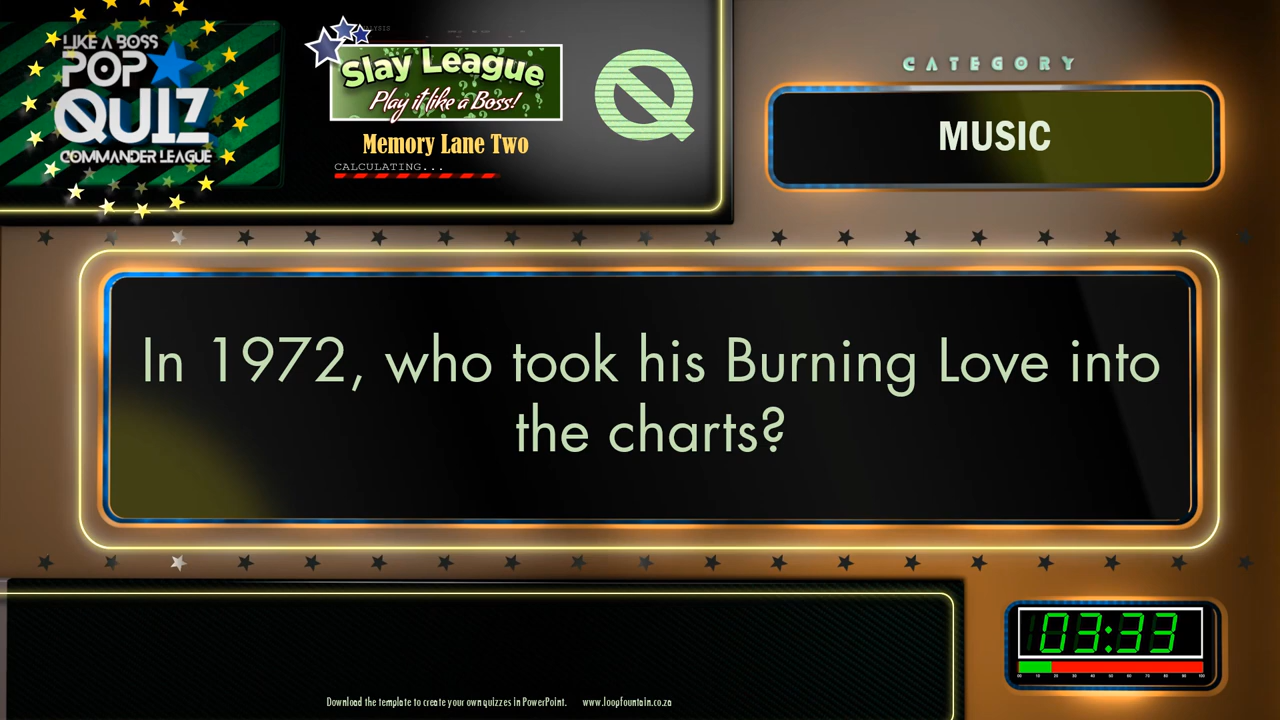 LIKE A BOSS
POP
QUIZ
COMMANDER LEAGUE
Slay League
Play it like a Boss!
Memory Lane Two
CALCULATING...
Q
CATEGORY
MUSIC
In 1972, who took his Burning Love into
the charts?
03:33
Download the template to create your own quizzes in PowerPoint. www.loopfountain.co.za